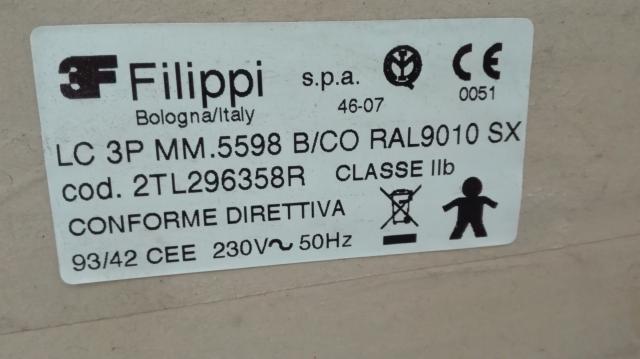 3F Filippi s.p.a.
46-07
CE
0051
Bologna/Italy
LC 3P MM.5598 B/CO RAL9010 SX
cod. 2TL296358R CLASSE IIb
CONFORME DIRETTIVA
93/42 CEE 230V~ 50Hz